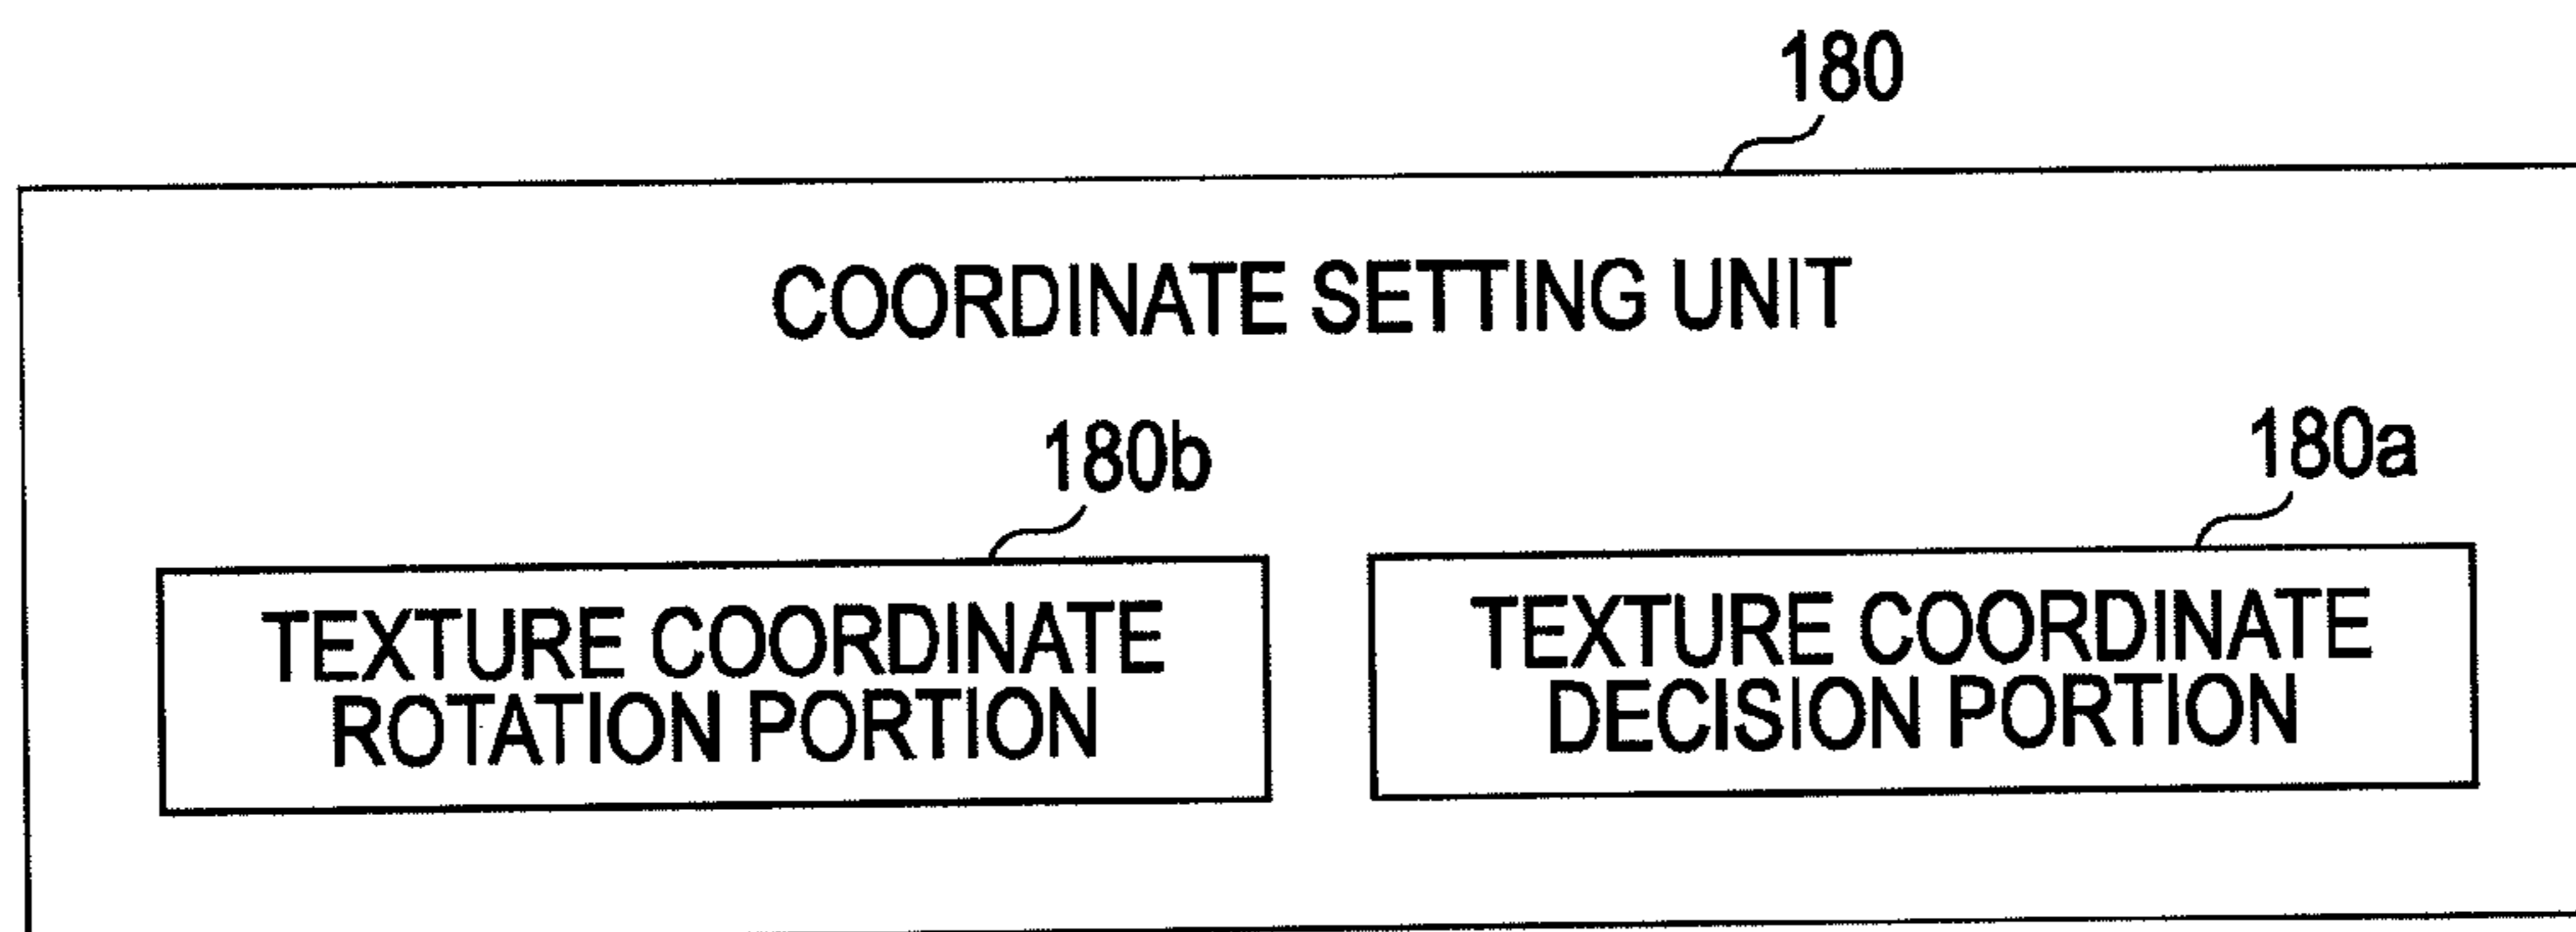 180
COORDINATE SETTING UNIT
180b
180a
TEXTURE COORDINATE
ROTATION PORTION
TEXTURE COORDINATE
DECISION PORTION